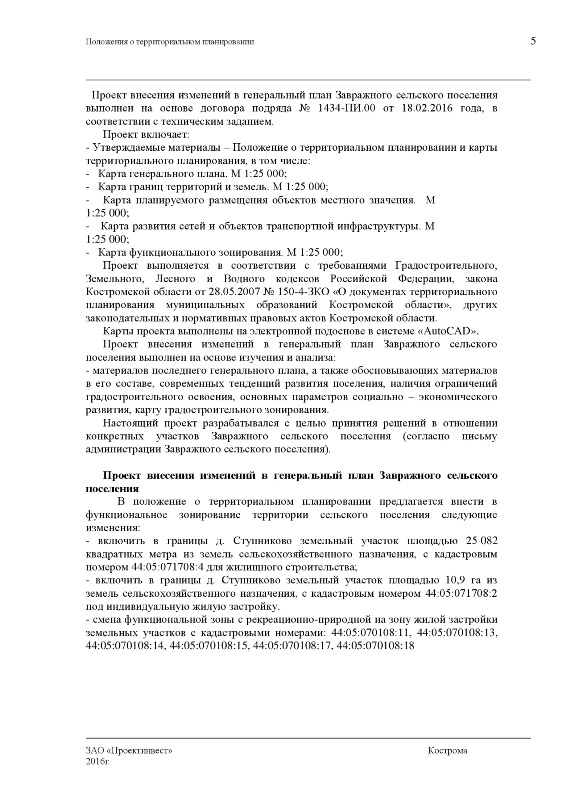 Положения о территориальном планировании
5
Проект внесения изменений в генеральный план Завражного сельского поселения
выполнен на основе договора подряда № 1434-ПИ.00 от 18.02.2016 года, в
соответствии с техническим заданием.
Проект включает:
- Утверждаемые материалы – Положение о территориальном планировании и карты
территориального планирования, в том числе:
- Карта генерального плана. М 1:25 000;
- Карта границ территорий и земель. М 1:25 000;
- Карта планируемого размещения объектов местного значения. М
1:25 000;
- Карта развития сетей и объектов транспортной инфраструктуры. М
1:25 000;
- Карта функционального зонирования. М 1:25 000;
Проект выполняется в соответствии с требованиями Градостроительного,
Земельного, Лесного и Водного кодексов Российской Федерации, закона
Костромской области от 28.05.2007 № 150-4-ЗКО «О документах территориального
планирования муниципальных образований Костромской области», других
законодательных и нормативных правовых актов Костромской области.
Карты проекта выполнены на электронной подоснове в системе «AutoCAD».
Проект внесения изменений в генеральный план Завражного сельского
поселения выполнен на основе изучения и анализа:
- материалов последнего генерального плана, а также обосновывающих материалов
в его составе, современных тенденций развития поселения, наличия ограничений
градостроительного освоения, основных параметров социально – экономического
развития, карту градостроительного зонирования.
Настоящий проект разрабатывался с целью принятия решений в отношении
конкретных участков Завражного сельского поселения (согласно письму
администрации Завражного сельского поселения).
Проект внесения изменений в генеральный план Завражного сельского
поселения
В положение о территориальном планировании предлагается внести в
функциональное зонирование территории сельского поселения следующие
изменения:
- включить в границы д. Ступниково земельный участок площадью 25 082
квадратных метра из земель сельскохозяйственного назначения, с кадастровым
номером 44:05:071708:4 для жилищного строительства;
- включить в границы д. Ступниково земельный участок площадью 10,9 га из
земель сельскохозяйственного назначения, с кадастровым номером 44:05:071708:2
под индивидуальную жилую застройку.
- смена функциональной зоны с рекреационно-природной на зону жилой застройки
земельных участков с кадастровыми номерами: 44:05:070108:11, 44:05:070108:13,
44:05:070108:14, 44:05:070108:15, 44:05:070108:17, 44:05:070108:18
ЗАО «Проектинвест» Кострома
2016г.